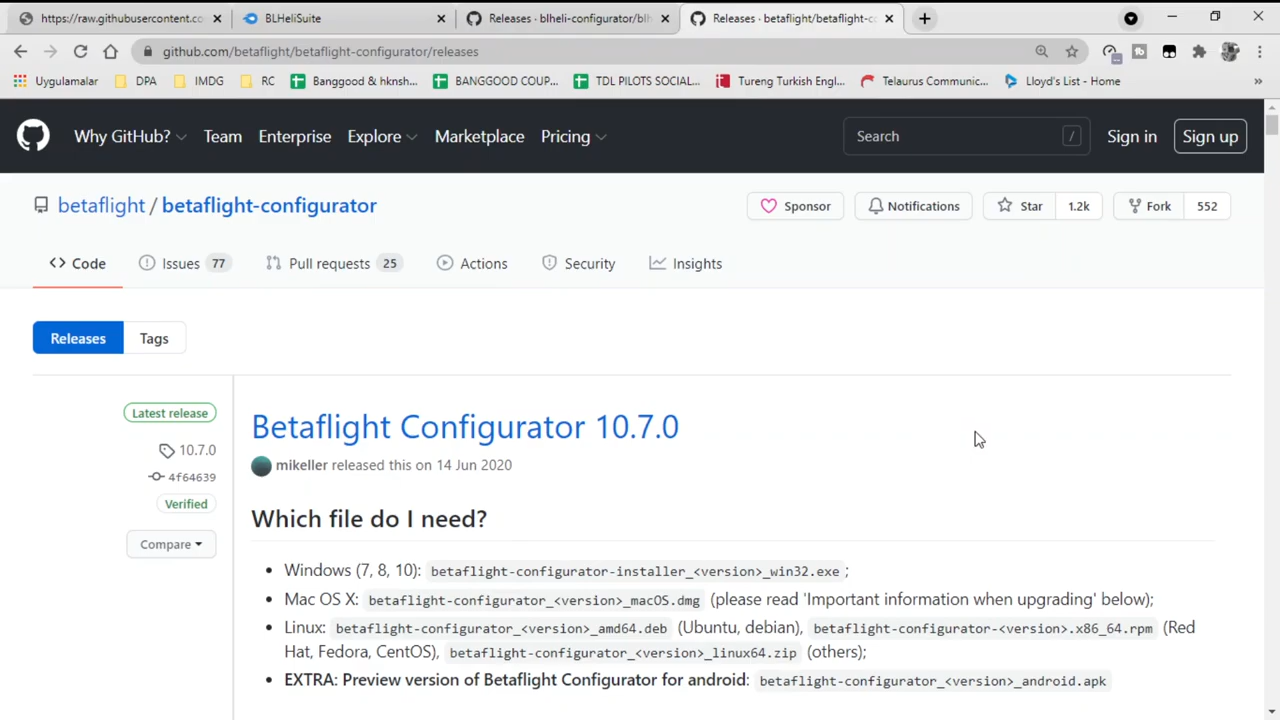 https://raw.githubusercontent.co
BLHeliSuite
Releases · blheli-configurator/blh
Releases · betaflight/betaflight-c
github.com/betaflight/betaflight-configurator/releases
Uygulamalar DPA IMDG RC Banggood & hknsh... BANGGOOD COUP... TDL PILOTS SOCIAL... Tureng Turkish Engl... Telaurus Communic... Lloyd's List - Home »
Why GitHub? Team Enterprise Explore Marketplace Pricing Search / Sign in Sign up
betaflight / betaflight-configurator Sponsor Notifications Star 1.2k Fork 552
Code Issues 77 Pull requests 25 Actions Security Insights
Releases Tags
Latest release
10.7.0
4f64639
Verified
Compare
Betaflight Configurator 10.7.0
mikeller released this on 14 Jun 2020
Which file do I need?
• Windows (7, 8, 10): betaflight-configurator-installer_<version>_win32.exe ;
• Mac OS X: betaflight-configurator_<version>_macOS.dmg (please read 'Important information when upgrading' below);
• Linux: betaflight-configurator_<version>_amd64.deb (Ubuntu, debian), betaflight-configurator-<version>.x86_64.rpm (Red
Hat, Fedora, CentOS), betaflight-configurator_<version>_linux64.zip (others);
• EXTRA: Preview version of Betaflight Configurator for android: betaflight-configurator_<version>_android.apk